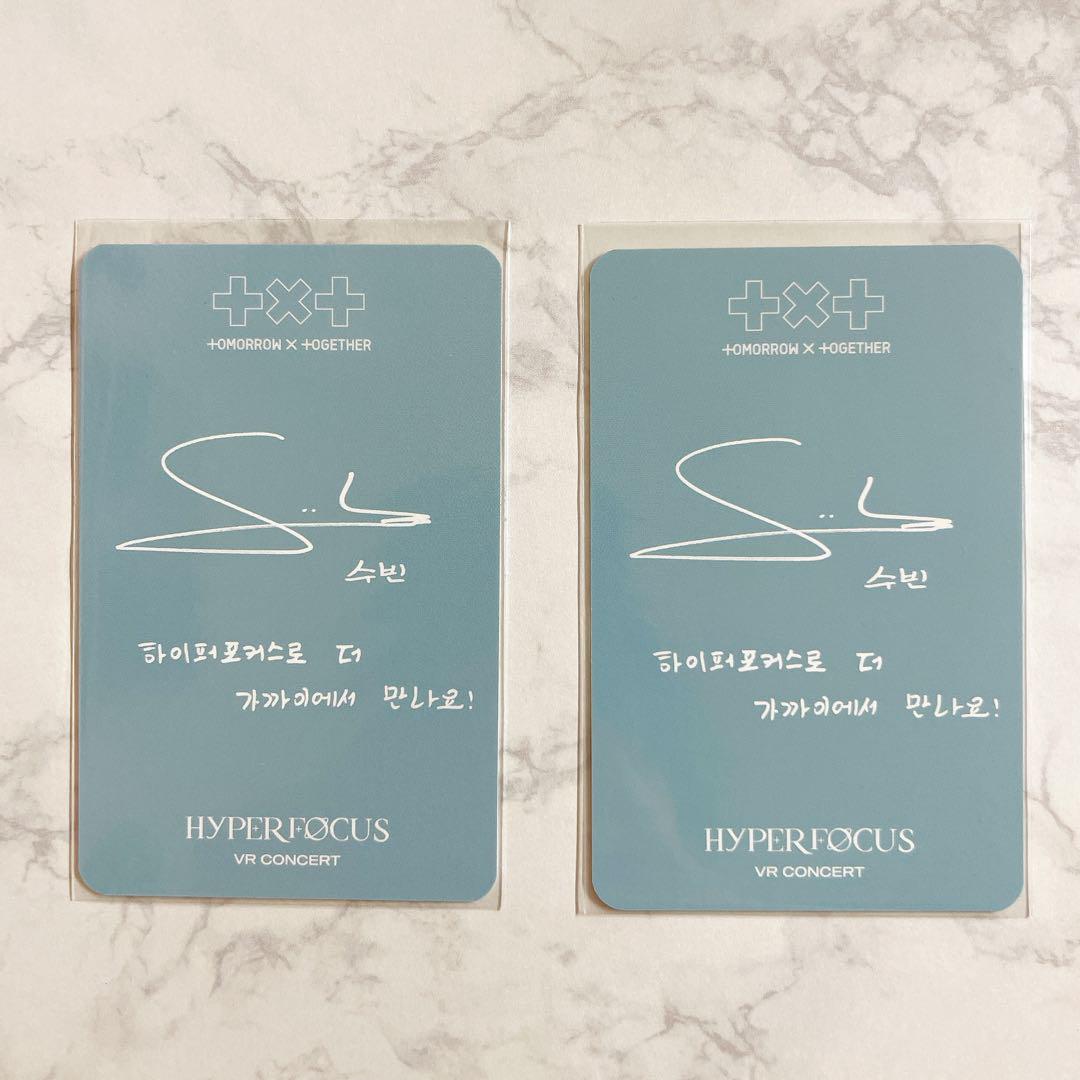 TXT
TOMORROW X TOGETHER
수빈
하이퍼포커스로 더
가까이에서 만나요!
HYPERFOCUS
VR CONCERT
TXT
TOMORROW X TOGETHER
수빈
하이퍼포커스로 더
가까이에서 만나요!
HYPERFOCUS
VR CONCERT